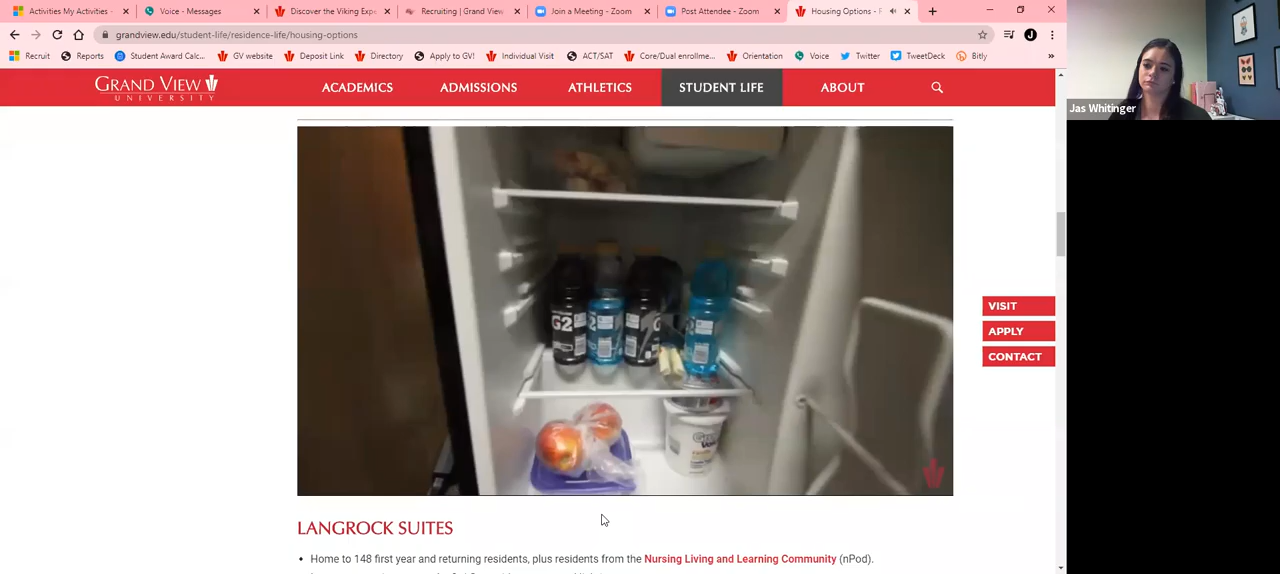 Activities My Activities -
Voice - Messages
Discover the Viking Exp
Recruiting | Grand View
Join a Meeting - Zoom
Post Attendee - Zoom
Housing Options - F
grandview.edu/student-life/residence-life/housing-options
Recruit
Reports
Student Award Calc...
GV website
Deposit Link
Directory
Apply to GV!
Individual Visit
ACT/SAT
Core/Dual enrollme...
Orientation
Voice
Twitter
TweetDeck
Bitly
»
GRAND VIEW
UNIVERSITY
ACADEMICS
ADMISSIONS
ATHLETICS
STUDENT LIFE
ABOUT
Jas Whitinger
G2
VISIT
APPLY
CONTACT
LANGROCK SUITES
• Home to 148 first year and returning residents, plus residents from the Nursing Living and Learning Community (nPod).